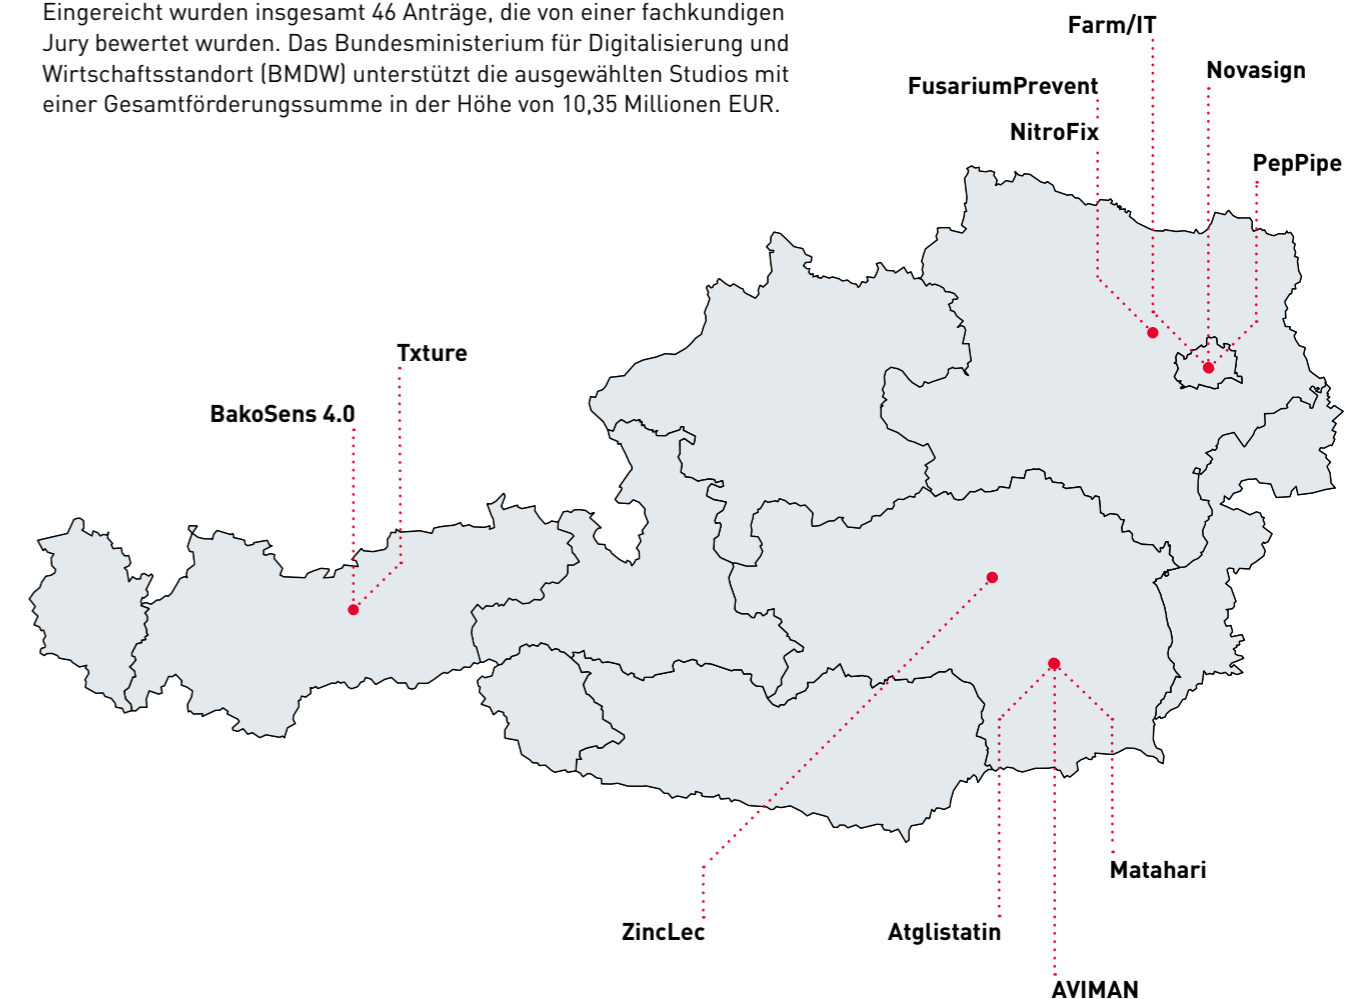 Eingereicht wurden insgesamt 46 Anträge, die von einer fachkundigen
Jury bewertet wurden. Das Bundesministerium für Digitalisierung und
Wirtschaftsstandort (BMDW) unterstützt die ausgewählten Studios mit
einer Gesamtförderungssumme in der Höhe von 10,35 Millionen EUR.
Farm/IT
Novasign
FusariumPrevent
NitroFix
PepPipe
Txture
BakoSens 4.0
Matahari
ZincLec
Atglistatin
AVIMAN